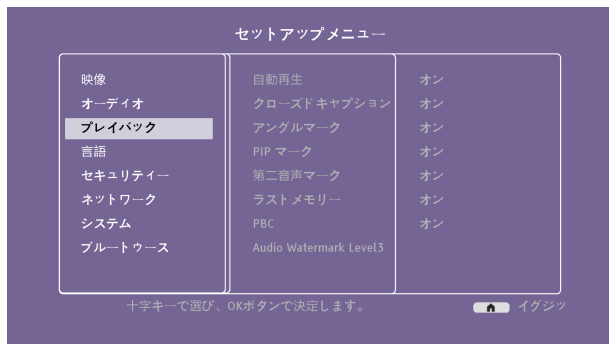 セットアップメニュー
映像
オーディオ
プレイバック
言語
セキュリティー
ネットワーク
システム
ブルートゥース
自動再生 オン
クローズドキャプション オン
アングルマーク オン
PIP マーク オン
第二音声マーク オン
ラストメモリー オン
PBC オン
Audio Watermark Level3
十字キーで選び、OKボタンで決定します。 イグジッ